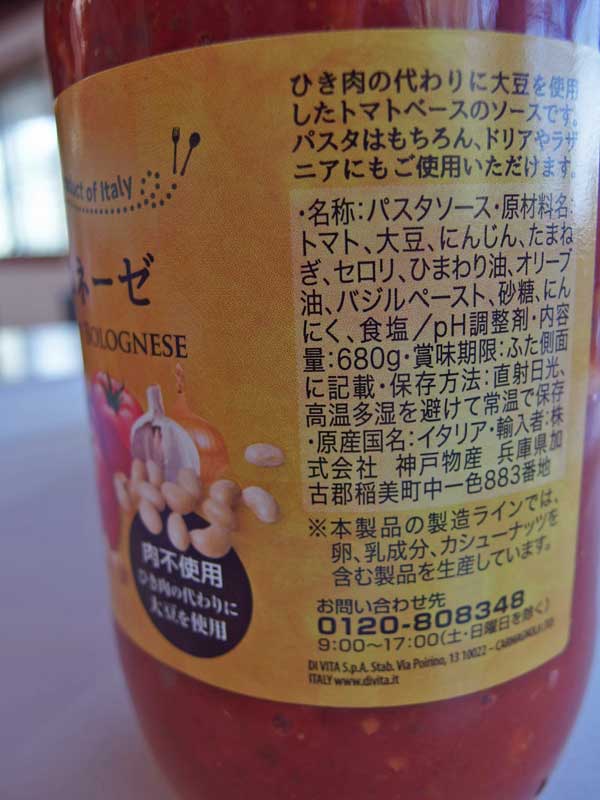 ひき肉の代わりに大豆を使用
したトマトベースのソースです。
パスタはもちろん、ドリアやラザ
ニアにもご使用いただけます。
of Italy
・名称：パスタソース・原材料名：
トマト、大豆、にんじん、たまね
ぎ、セロリ、ひまわり油、オリーブ
油、バジルペースト、砂糖、にん
にく、食塩／pH調整剤・内容
量：680g・賞味期限：ふた側面
に記載・保存方法：直射日光、
高温多湿を避けて常温で保存
・原産国名：イタリア・輸入者：株
式会社 神戸物産 兵庫県加
古郡稲美町中一色883番地
ネーゼ
BOLOGNESE
※本製品の製造ラインでは、
卵、乳成分、カシューナッツを
含む製品を生産しています。
肉不使用
ひき肉の代わりに
大豆を使用
お問い合わせ先
0120-808348
9:00〜17:00(土・日曜日を除く)
DI VITA S.p.A. Stab. Via Poirino, 13 10022 – CARMAGNOLA (TO)
ITALY www.divita.it